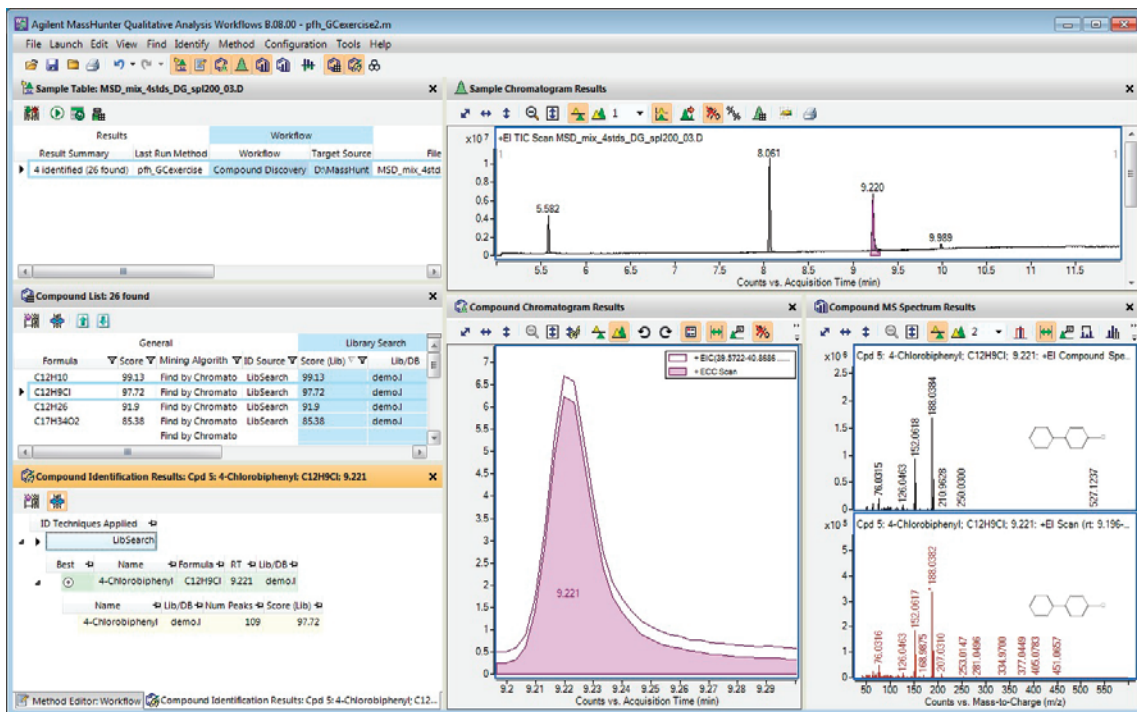 Agilent MassHunter Qualitative Analysis Workflows B.08.00 - pfh_GCexercise2.m
File Launch Edit View Find Identify Method Configuration Tools Help
Sample Table: MSD_mix_4stds_DG_spl200_03.D
Results Workflow
Result Summary Last Run Method Workflow Target Source File
4 identified (26 found) pfh_GCexercise Compound Discovery D:\MassHunt MSD_mix_4std
Compound List: 26 found
General Library Search
Formula Score Mining Algorith ID Source Score (Lib) Lib/DB
C12H10 99.13 Find by Chromato LibSearch 99.13 demo.l
C12H9Cl 97.72 Find by Chromato LibSearch 97.72 demo.l
C12H26 91.9 Find by Chromato LibSearch 91.9 demo.l
C17H34O2 85.38 Find by Chromato LibSearch 85.38 demo.l
Find by Chromato
Compound Identification Results: Cpd 5: 4-Chlorobiphenyl; C12H9Cl; 9.221
ID Techniques Applied
LibSearch
Best Name Formula RT Lib/DB
4-Chlorobiphenyl C12H9Cl 9.221 demo.l
Name Lib/DB Num Peaks Score (Lib)
4-Chlorobiphenyl demo.l 109 97.72
Method Editor: Workflow Compound Identification Results: Cpd 5: 4-Chlorobiphenyl; C12...
Sample Chromatogram Results
1
x10 7 +EI TIC Scan MSD_mix_4stds_DG_spl200_03.D
1 1
1
0.8
0.6
0.4
0.2
0
5.582
8.061
9.220
9.989
5.5 6 6.5 7 7.5 8 8.5 9 9.5 10 10.5 11 11.5
Counts vs. Acquisition Time (min)
Compound Chromatogram Results
+ EIC(39.5722-40.8686 ....
+ ECC Scan
7
6.5
6
5.5
5
4.5
4
3.5
3
2.5
2
1.5
1
0.5
0
9.221
9.2 9.21 9.22 9.23 9.24 9.25 9.26 9.27 9.28 9.29
Counts vs. Acquisition Time (min)
Compound MS Spectrum Results
2
x10 6 Cpd 5: 4-Chlorobiphenyl; C12H9Cl; 9.221: +EI Compound Spe...
2.5
2
1.5
1
0.5
0
76.0315
126.0463
152.0618
188.0384
210.9628
250.0300
527.1237
x10 5 Cpd 5: 4-Chlorobiphenyl; C12H9Cl; 9.221: +EI Scan (rt: 9.196-
5
4
3
2
1
0
76.0316
126.0463
152.0617
168.9875
* 188.0382
207.0310
253.0147
281.0496
334.9700
377.0449
405.0783
451.0657
50 100 150 200 250 300 350 400 450 500 550
Counts vs. Mass-to-Charge (m/z)